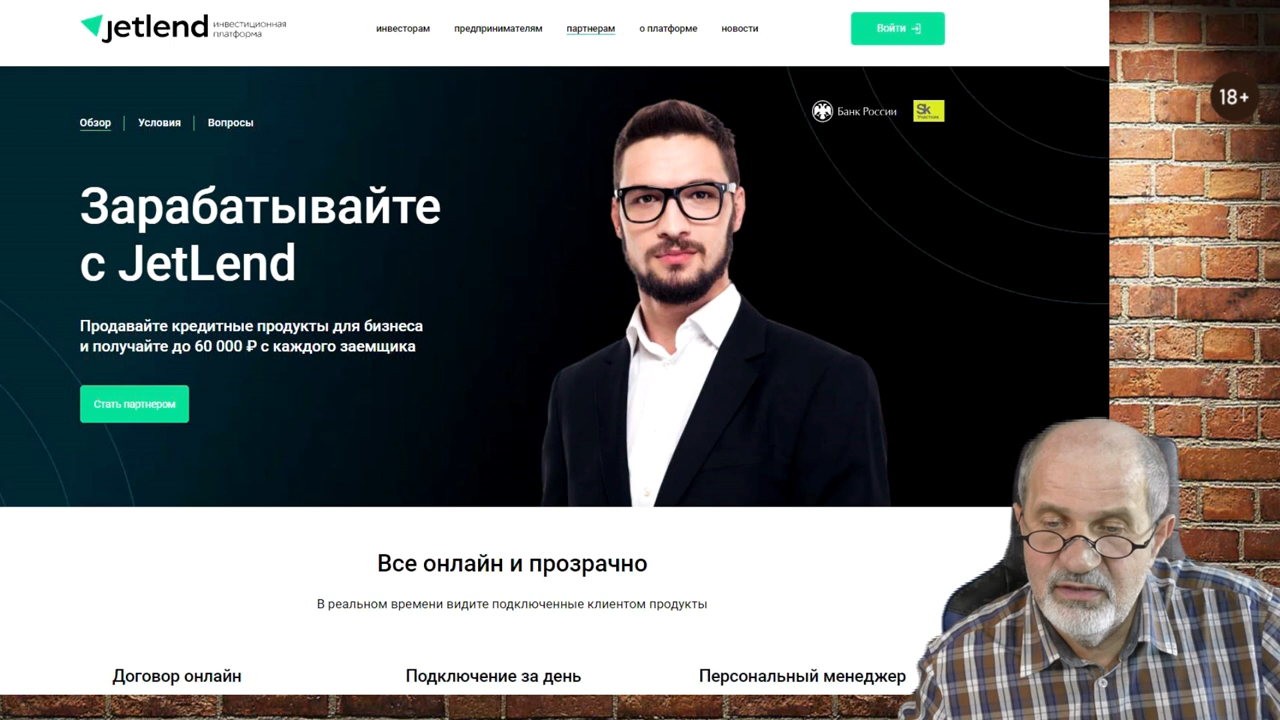 jetlend инвестиционная
платформа
инвесторам предпринимателям партнерам о платформе новости
Войти
18+
Обзор Условия Вопросы
Банк России
Sk
Участник
Зарабатывайте
с JetLend
Продавайте кредитные продукты для бизнеса
и получайте до 60 000 ₽ с каждого заемщика
Стать партнером
Все онлайн и прозрачно
В реальном времени видите подключенные клиентом продукты
Договор онлайн Подключение за день Персональный менеджер